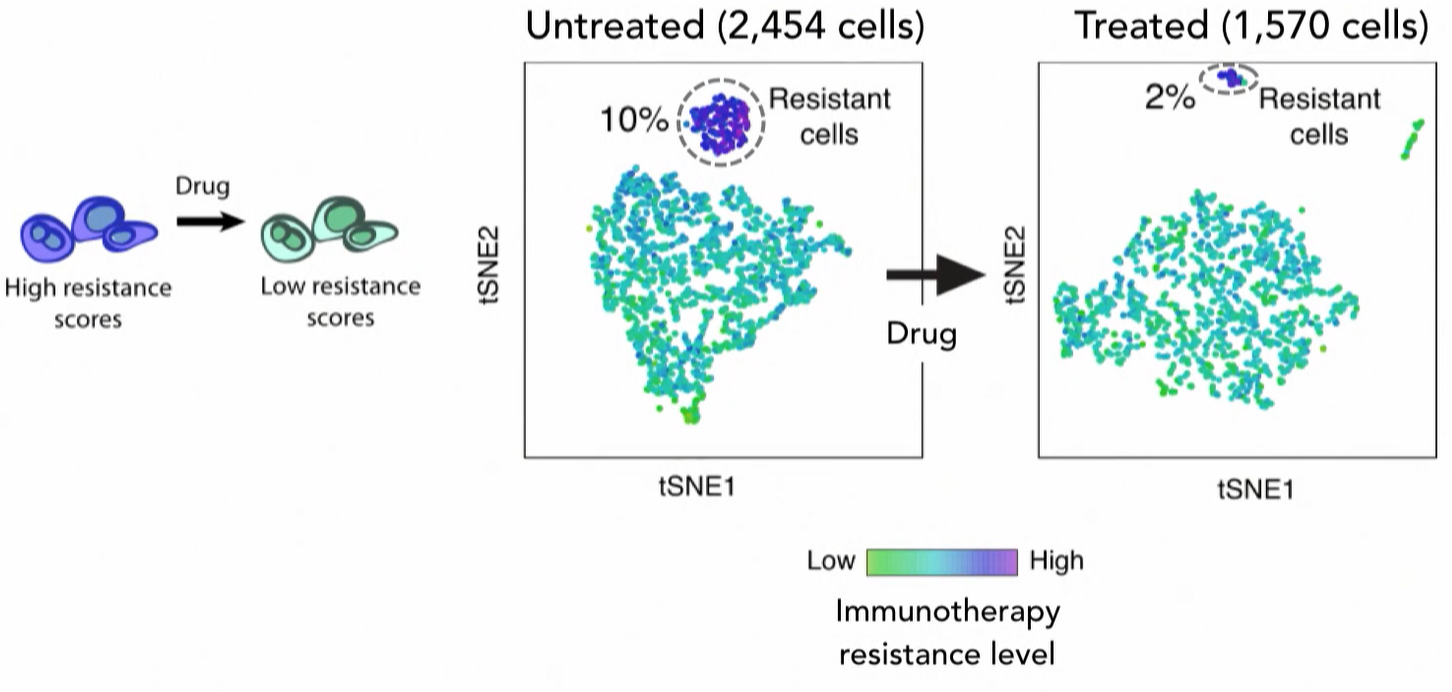 Untreated (2,454 cells)
Treated (1,570 cells)
Drug
High resistance
scores
Low resistance
scores
10%
Resistant
cells
tSNE2
tSNE1
Drug
2%
Resistant
cells
tSNE2
tSNE1
Low
High
Immunotherapy
resistance level